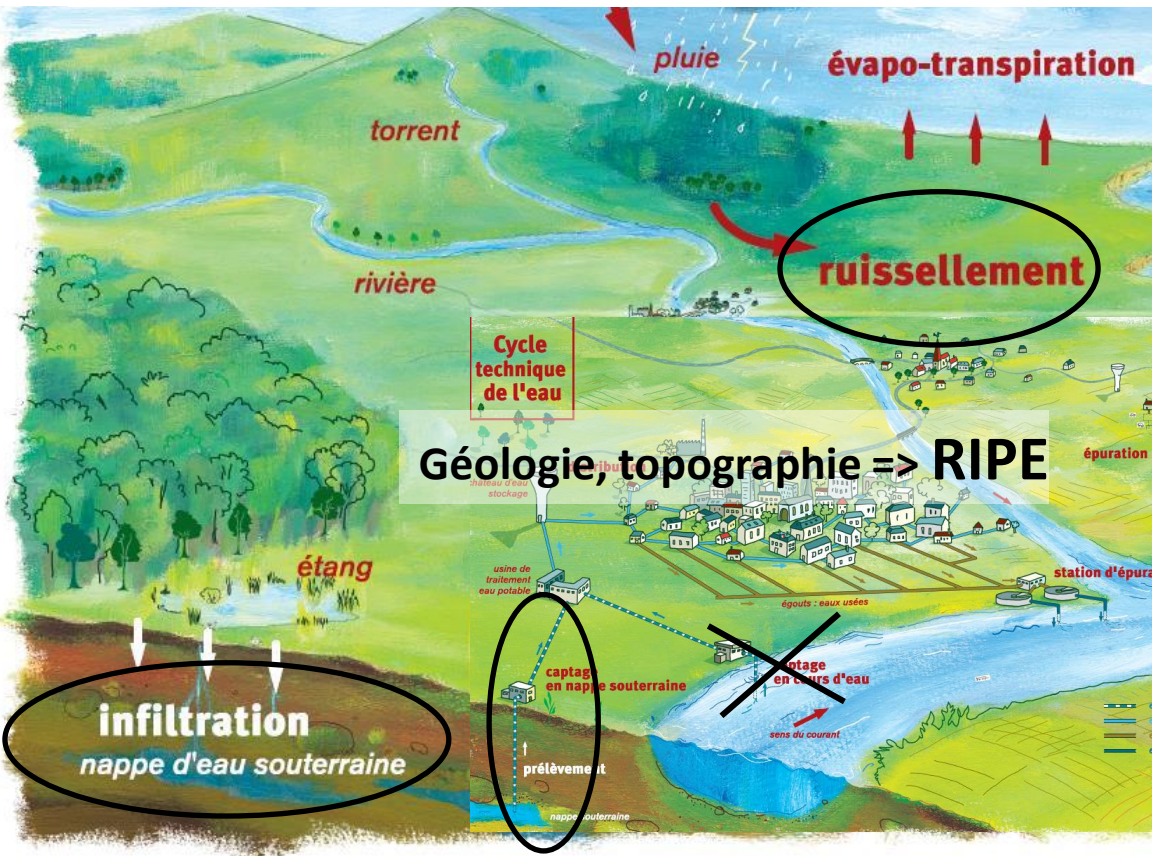 pluie
évapo-transpiration
torrent
ruissellement
rivière
Cycle
technique
de l'eau
Géologie, topographie => RIPE
château d'eau
stockage
épuration
étang
usine de
traitement
eau potable
station d'épura
égouts : eaux usées
captag
en nappe souterraine
en cours d'eau
infiltration
nappe d'eau souterraine
sens du courant
prélèvement
nappe souterraine